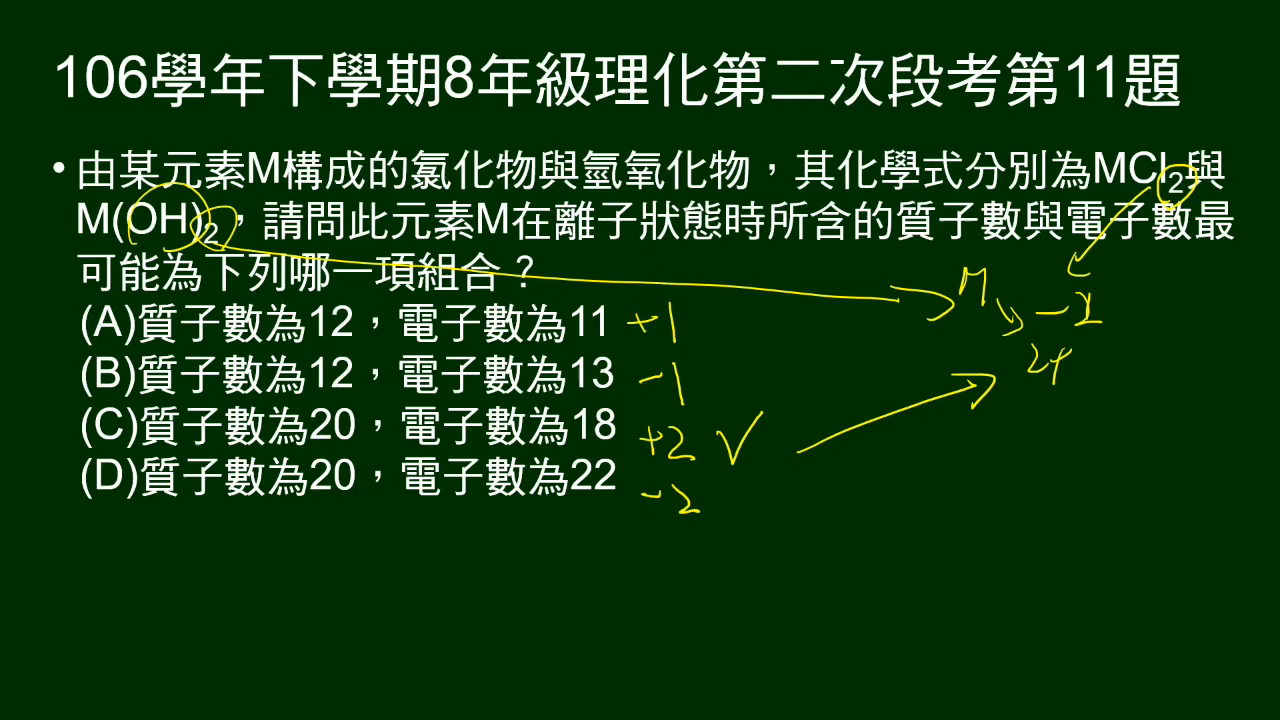 106學年下學期8年級理化第二次段考第11題
• 由某元素M構成的氯化物與氫氧化物，其化學式分別為MCl₂與
M(OH)₂，請問此元素M在離子狀態時所含的質子數與電子數最
可能為下列哪一項組合？
(A)質子數為12，電子數為11 +1
(B)質子數為12，電子數為13 -1
(C)質子數為20，電子數為18 +2 ✓
(D)質子數為20，電子數為22 -2
M
2+